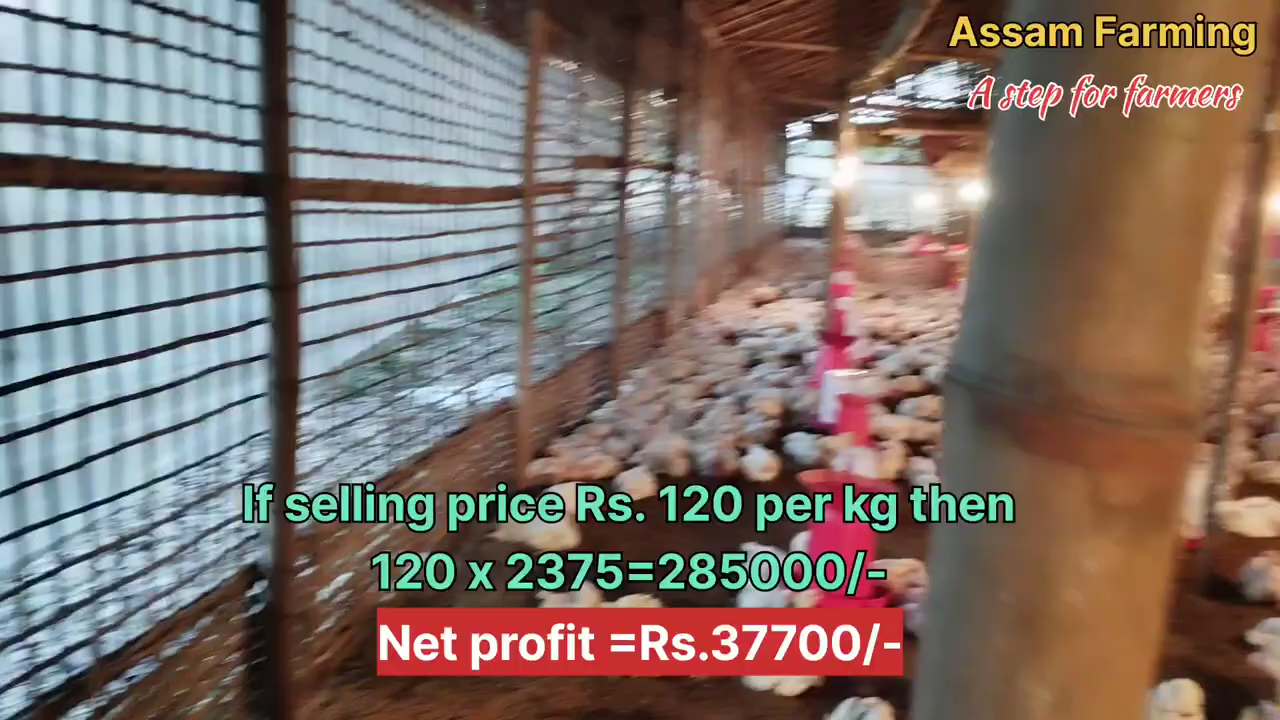 Assam Farming
A step for farmers
If selling price Rs. 120 per kg then
120 x 2375=285000/-
Net profit =Rs.37700/-